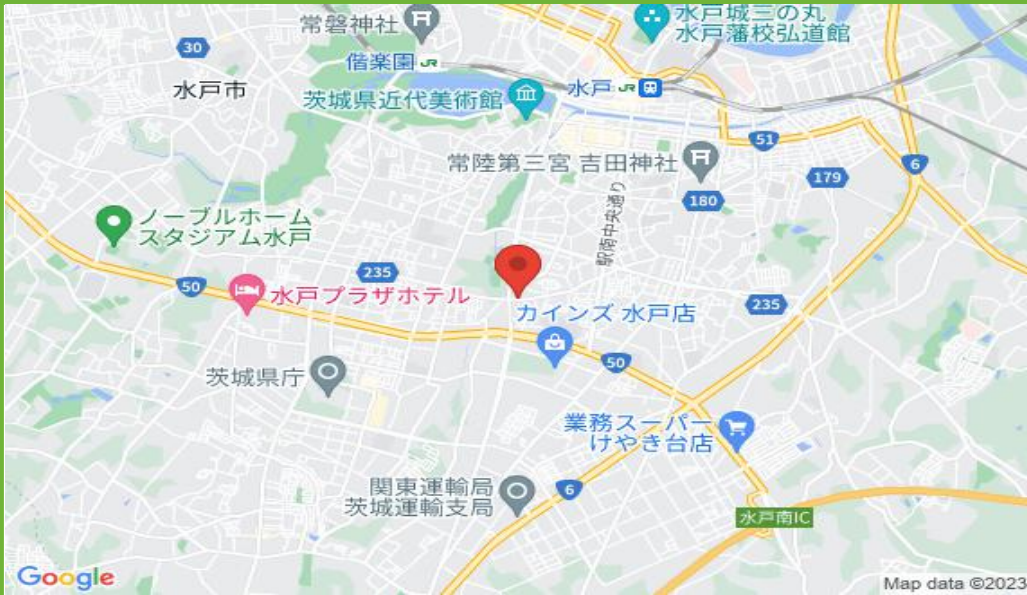 常磐神社
水戸城三の丸
水戸藩校弘道館
30
偕楽園 JR
水戸市
水戸 JR
茨城県近代美術館
51
常陸第三宮 吉田神社
6
179
180
駅南中央通り
ノーブルホーム
スタジアム水戸
235
50
水戸プラザホテル
235
カインズ 水戸店
50
茨城県庁
業務スーパー
けやき台店
関東運輸局
茨城運輸支局
6
水戸南IC
Google
Map data ©2023